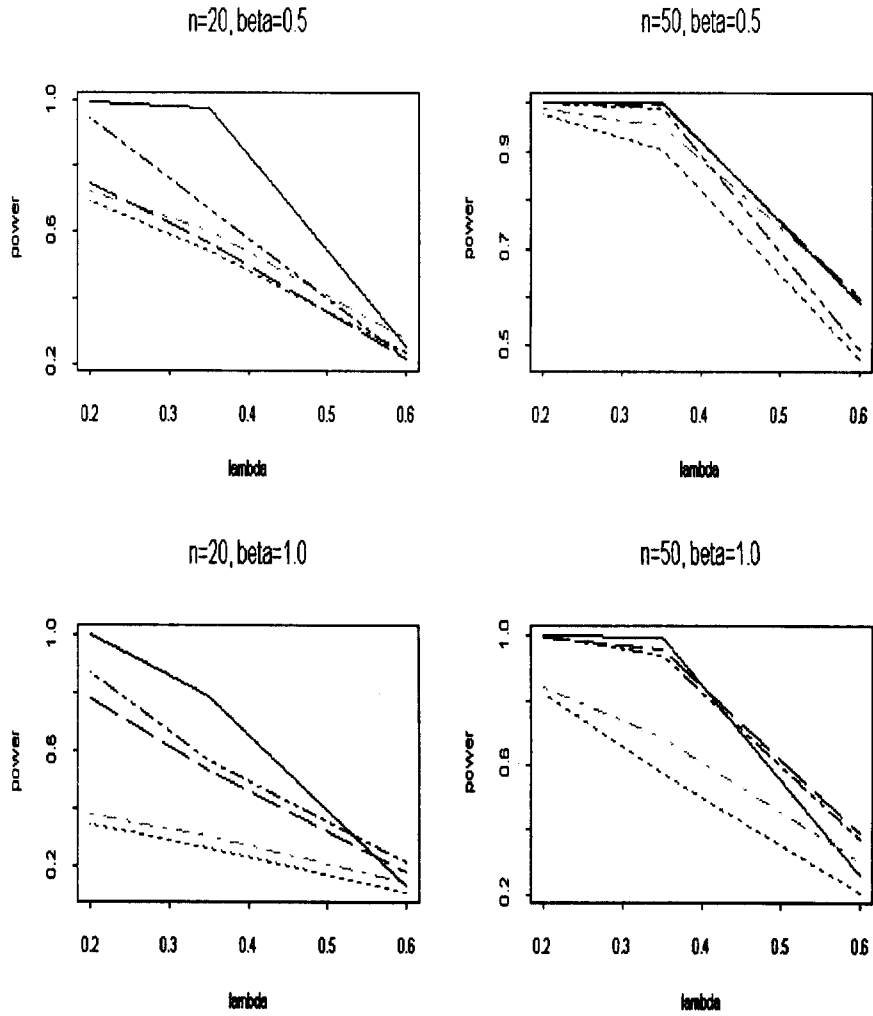 n=20, beta=0.5
power
1.0
0.6
0.2
0.2 0.3 0.4 0.5 0.6
lambda
n=50, beta=0.5
power
0.9
0.7
0.5
0.2 0.3 0.4 0.5 0.6
lambda
n=20, beta=1.0
power
1.0
0.6
0.2
0.2 0.3 0.4 0.5 0.6
lambda
n=50, beta=1.0
power
1.0
0.6
0.2
0.2 0.3 0.4 0.5 0.6
lambda